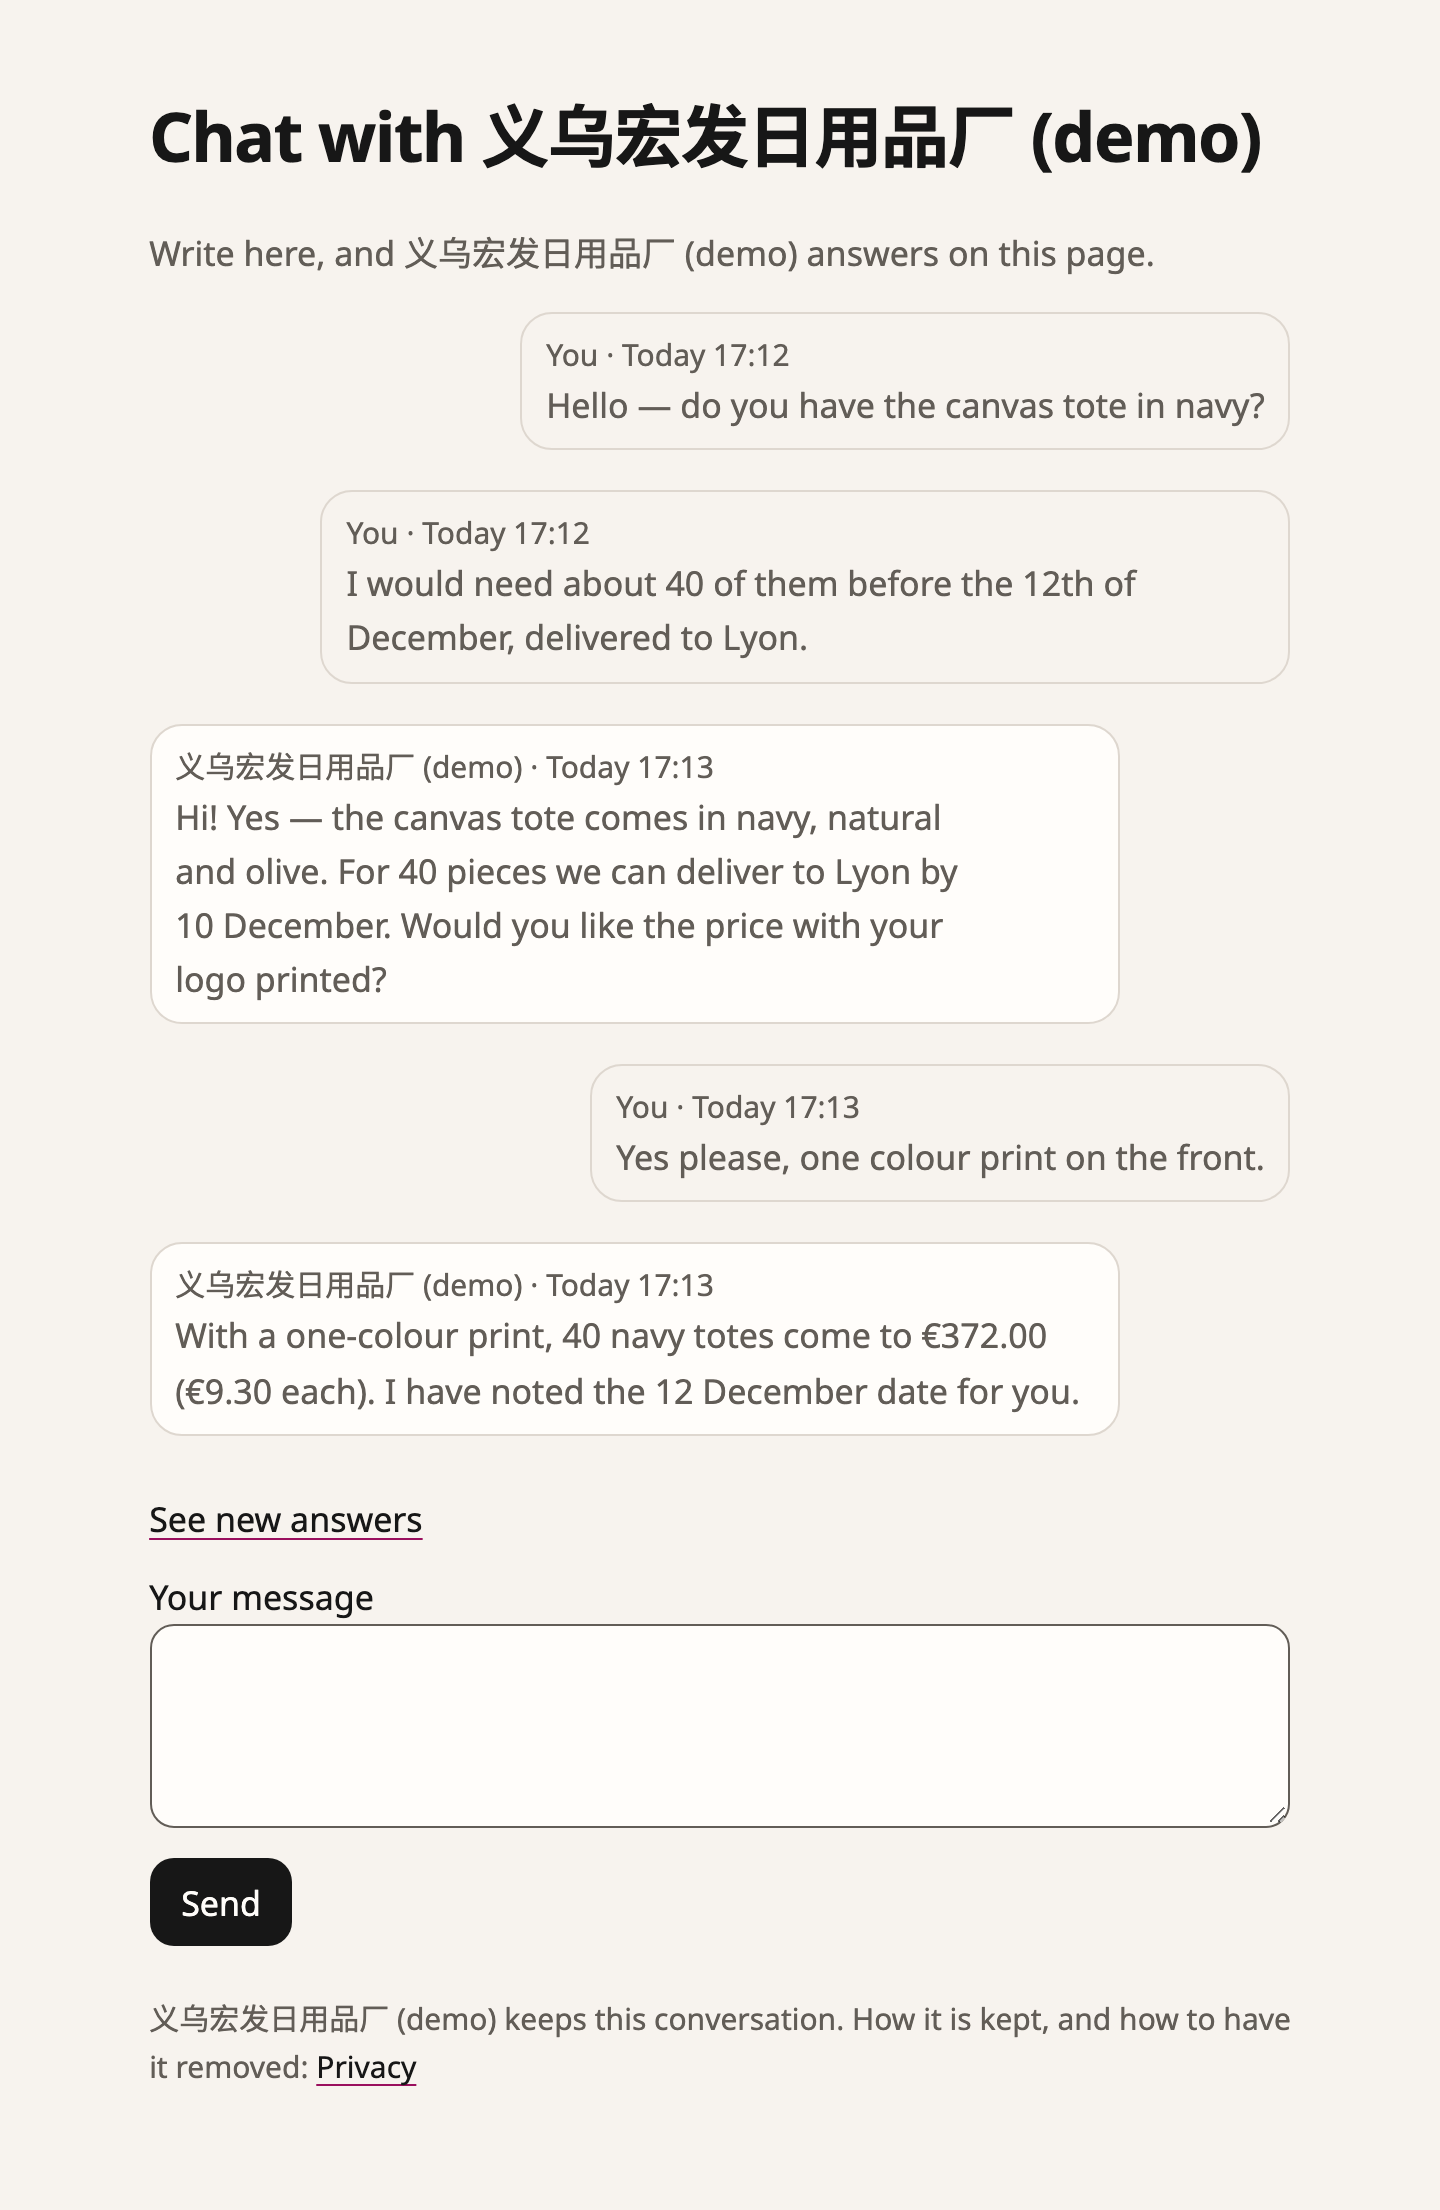 Chat with 义乌宏发日用品厂 (demo)
Write here, and 义乌宏发日用品厂 (demo) answers on this page.
You · Today 17:12
Hello — do you have the canvas tote in navy?
You · Today 17:12
I would need about 40 of them before the 12th of
December, delivered to Lyon.
义乌宏发日用品厂 (demo) · Today 17:13
Hi! Yes — the canvas tote comes in navy, natural
and olive. For 40 pieces we can deliver to Lyon by
10 December. Would you like the price with your
logo printed?
You · Today 17:13
Yes please, one colour print on the front.
义乌宏发日用品厂 (demo) · Today 17:13
With a one-colour print, 40 navy totes come to €372.00
(€9.30 each). I have noted the 12 December date for you.
See new answers
Your message
Send
义乌宏发日用品厂 (demo) keeps this conversation. How it is kept, and how to have
it removed: Privacy